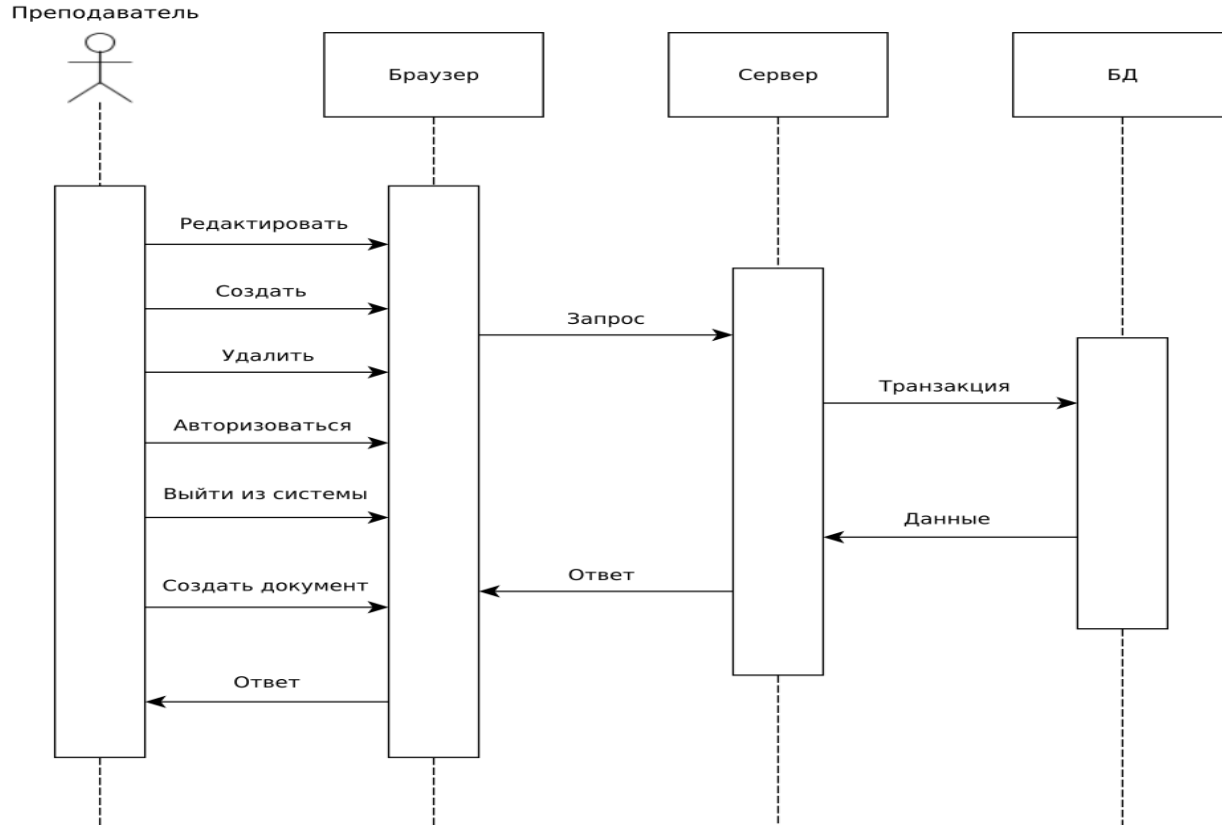 Преподаватель
Браузер
Сервер
БД
Редактировать
Создать
Запрос
Удалить
Транзакция
Авторизоваться
Выйти из системы
Данные
Ответ
Создать документ
Ответ